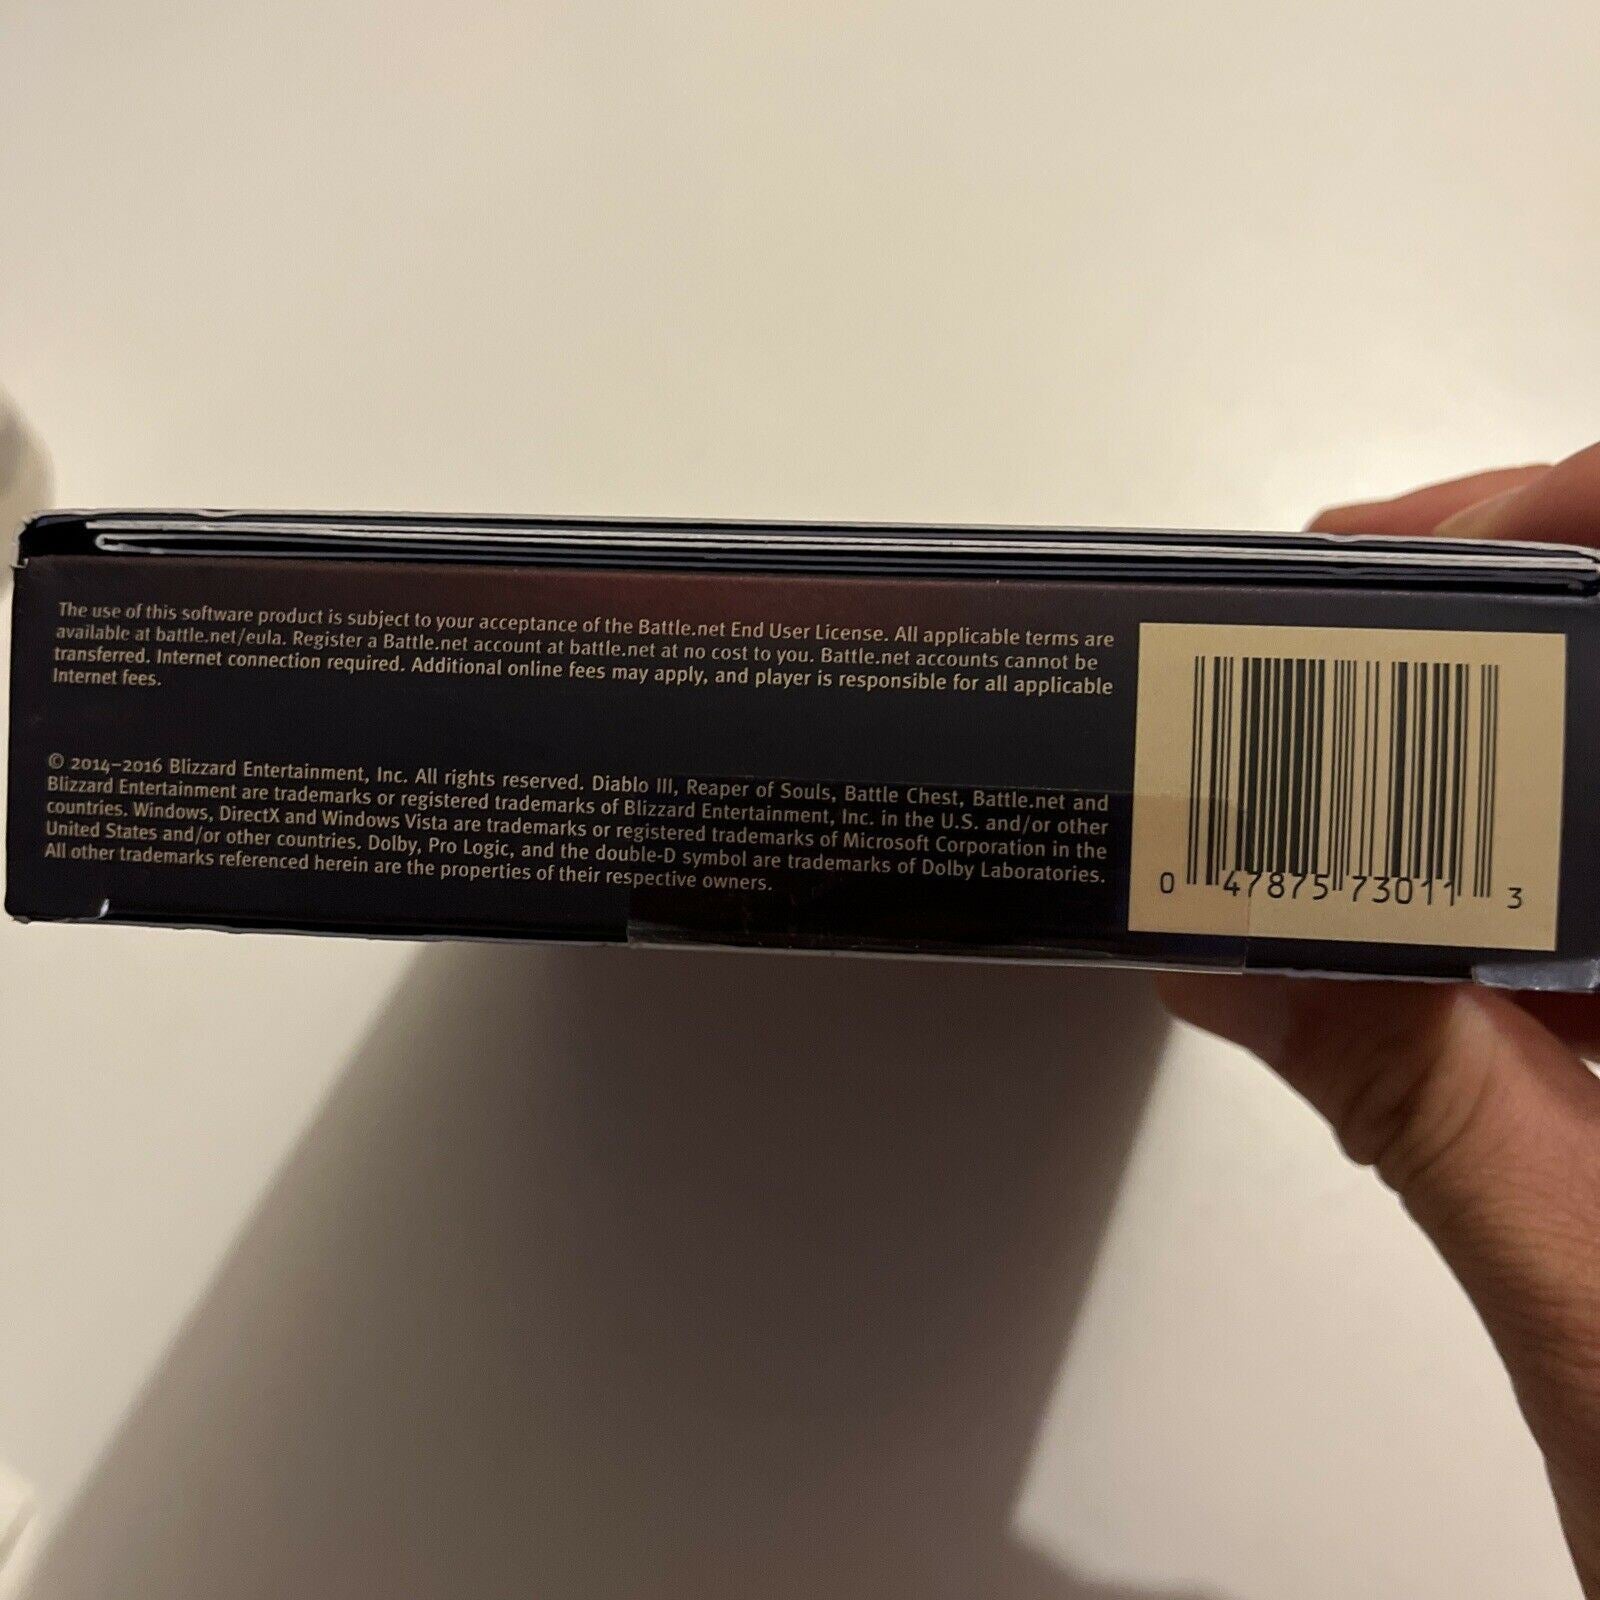 The use of this software product is subject to your acceptance of the Battle.net End User License. All applicable terms are
available at battle.net/eula. Register a Battle.net account at battle.net at no cost to you. Battle.net accounts cannot be
transferred. Internet connection required. Additional online fees may apply, and player is responsible for all applicable
Internet fees.
© 2014–2016 Blizzard Entertainment, Inc. All rights reserved. Diablo III, Reaper of Souls, Battle Chest, Battle.net and
Blizzard Entertainment are trademarks or registered trademarks of Blizzard Entertainment, Inc. in the U.S. and/or other
countries. Windows, DirectX and Windows Vista are trademarks or registered trademarks of Microsoft Corporation in the
United States and/or other countries. Dolby, Pro Logic, and the double-D symbol are trademarks of Dolby Laboratories.
All other trademarks referenced herein are the properties of their respective owners.
0 47875 73011 3